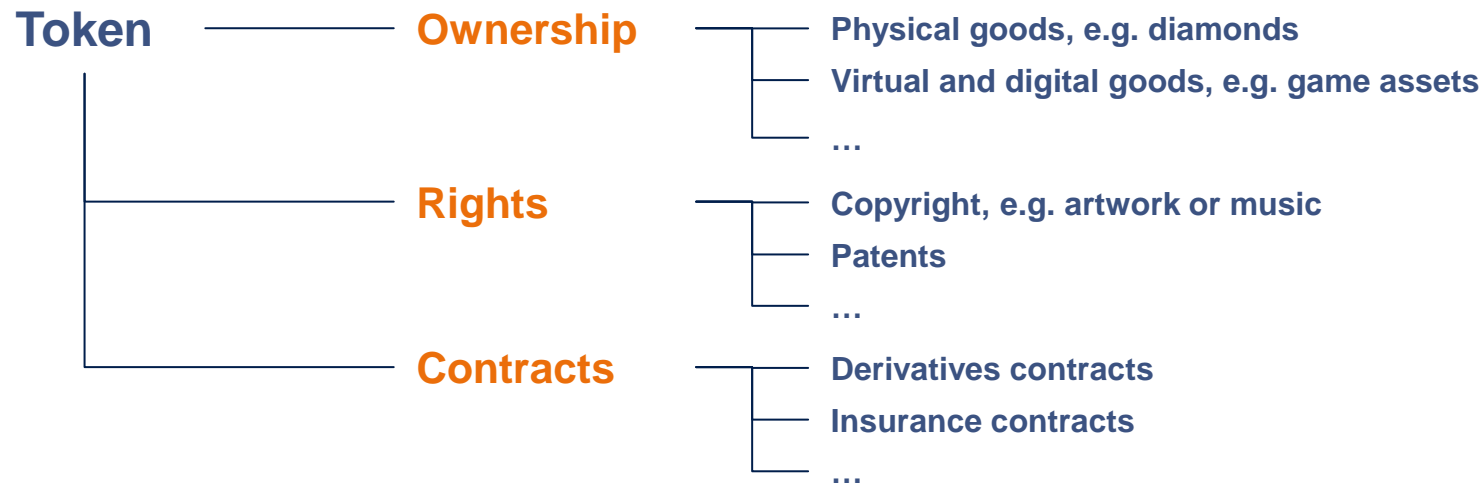 Token
Ownership
Physical goods, e.g. diamonds
Virtual and digital goods, e.g. game assets
…
Rights
Copyright, e.g. artwork or music
Patents
…
Contracts
Derivatives contracts
Insurance contracts
…